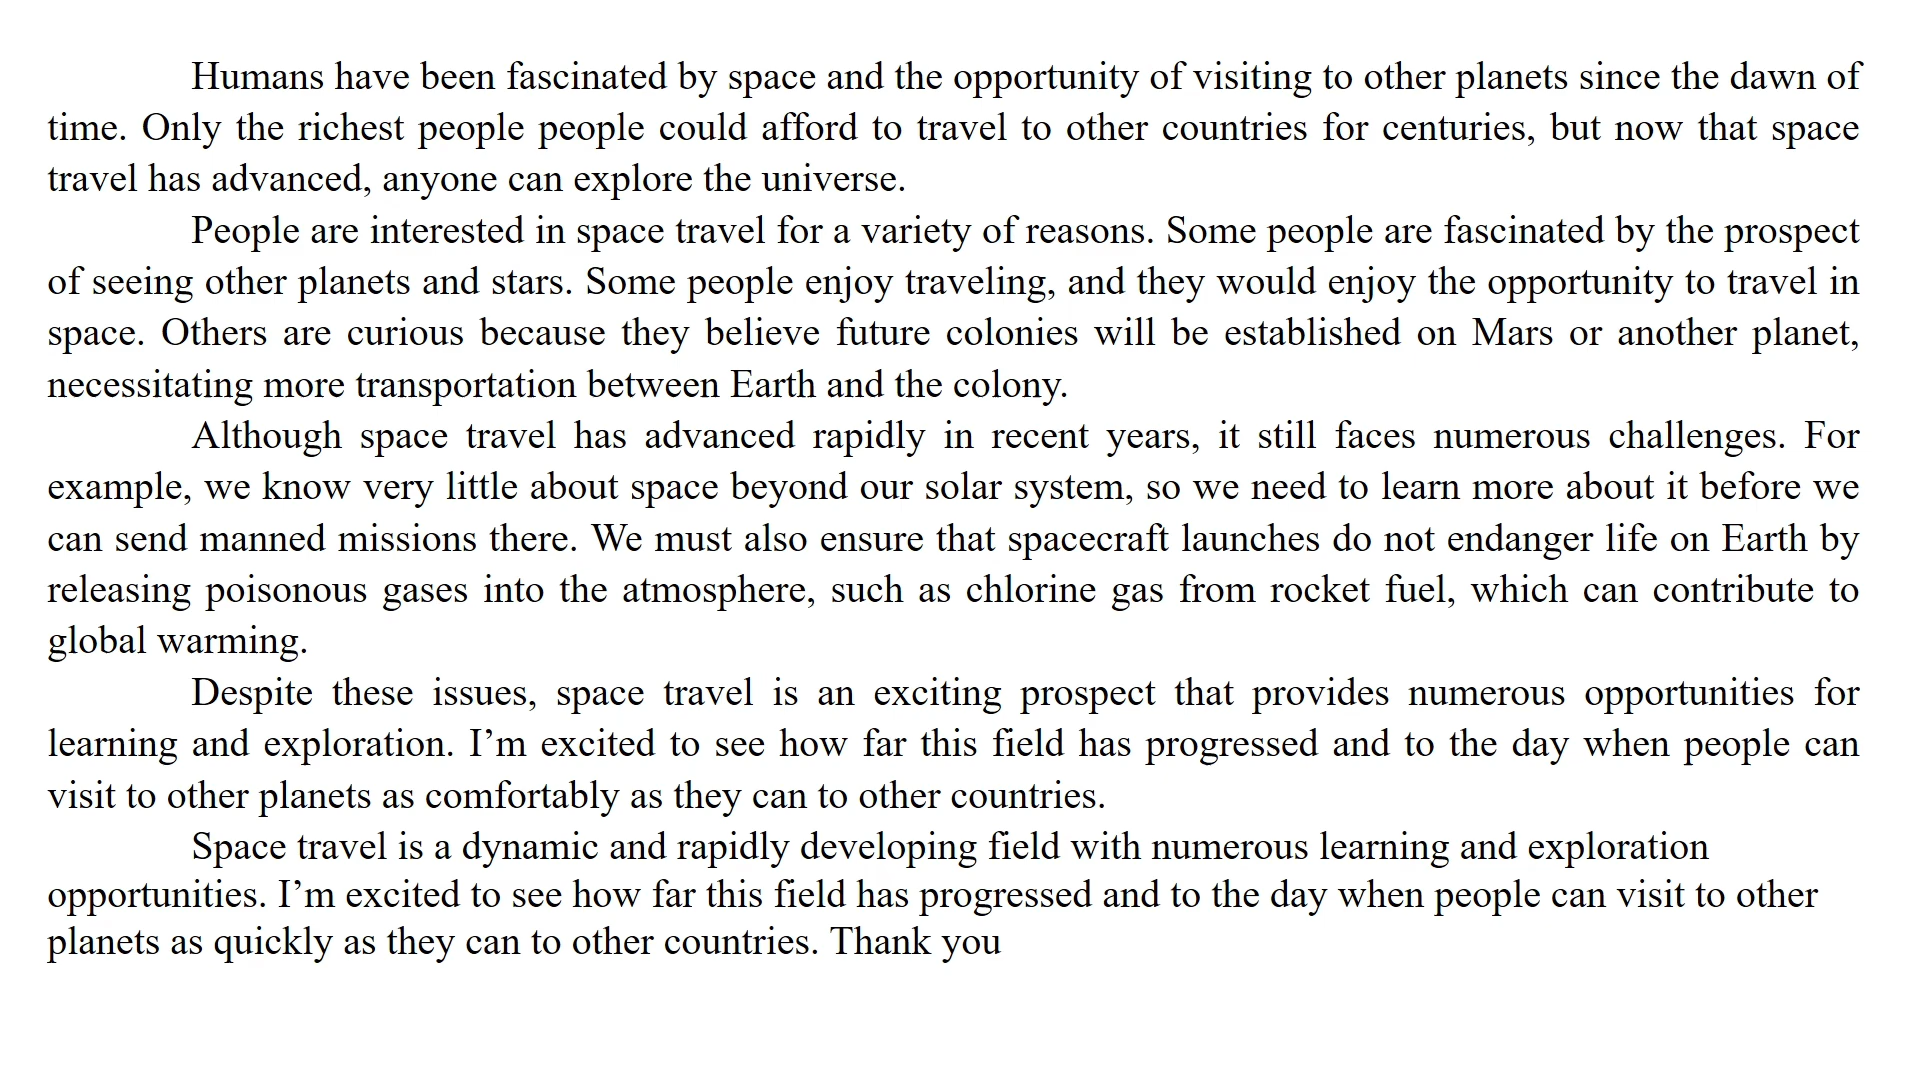 Humans have been fascinated by space and the opportunity of visiting to other planets since the dawn of
time. Only the richest people people could afford to travel to other countries for centuries, but now that space
travel has advanced, anyone can explore the universe.
People are interested in space travel for a variety of reasons. Some people are fascinated by the prospect
of seeing other planets and stars. Some people enjoy traveling, and they would enjoy the opportunity to travel in
space. Others are curious because they believe future colonies will be established on Mars or another planet,
necessitating more transportation between Earth and the colony.
Although space travel has advanced rapidly in recent years, it still faces numerous challenges. For
example, we know very little about space beyond our solar system, so we need to learn more about it before we
can send manned missions there. We must also ensure that spacecraft launches do not endanger life on Earth by
releasing poisonous gases into the atmosphere, such as chlorine gas from rocket fuel, which can contribute to
global warming.
Despite these issues, space travel is an exciting prospect that provides numerous opportunities for
learning and exploration. I’m excited to see how far this field has progressed and to the day when people can
visit to other planets as comfortably as they can to other countries.
Space travel is a dynamic and rapidly developing field with numerous learning and exploration
opportunities. I’m excited to see how far this field has progressed and to the day when people can visit to other
planets as quickly as they can to other countries. Thank you